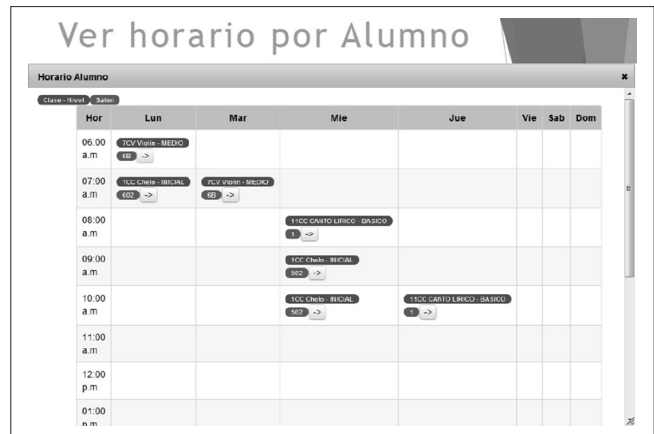 Ver horario por Alumno
Horario Alumno
Clase - Nivel Salon
Hor Lun Mar Mie Jue Vie Sab Dom
06:00 7CV Violin - MEDIO
a.m 6B ->
07:00 1CC Chelo - INICIAL 7CV Violin - MEDIO
a.m 602 -> 6B ->
08:00 11CC CANTO LIRICO - BASICO
a.m 1 ->
09:00 1CC Chelo - INICIAL
a.m 502 ->
10:00 1CC Chelo - INICIAL 11CC CANTO LIRICO - BASICO
a.m 502 -> 1 ->
11:00
a.m
12:00
p.m
01:00
p.m